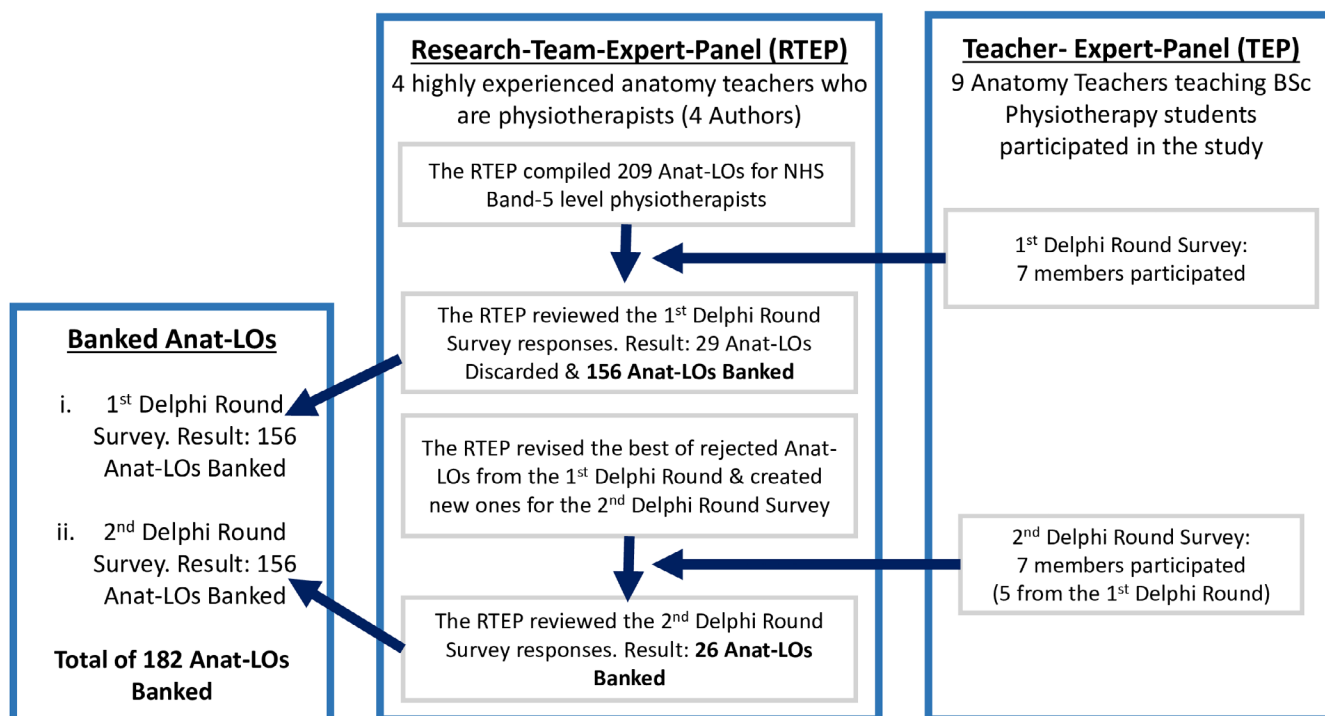 Research-Team-Expert-Panel (RTEP)
4 highly experienced anatomy teachers who
are physiotherapists (4 Authors)
The RTEP compiled 209 Anat-LOs for NHS
Band-5 level physiotherapists
The RTEP reviewed the 1st Delphi Round
Survey responses. Result: 29 Anat-LOs
Discarded & 156 Anat-LOs Banked
The RTEP revised the best of rejected Anat-
LOs from the 1st Delphi Round & created
new ones for the 2nd Delphi Round Survey
The RTEP reviewed the 2nd Delphi Round
Survey responses. Result: 26 Anat-LOs
Banked
Teacher- Expert-Panel (TEP)
9 Anatomy Teachers teaching BSc
Physiotherapy students
participated in the study
1st Delphi Round Survey:
7 members participated
2nd Delphi Round Survey:
7 members participated
(5 from the 1st Delphi Round)
Banked Anat-LOs
i. 1st Delphi Round
Survey. Result: 156
Anat-LOs Banked
ii. 2nd Delphi Round
Survey. Result: 156
Anat-LOs Banked
Total of 182 Anat-LOs
Banked